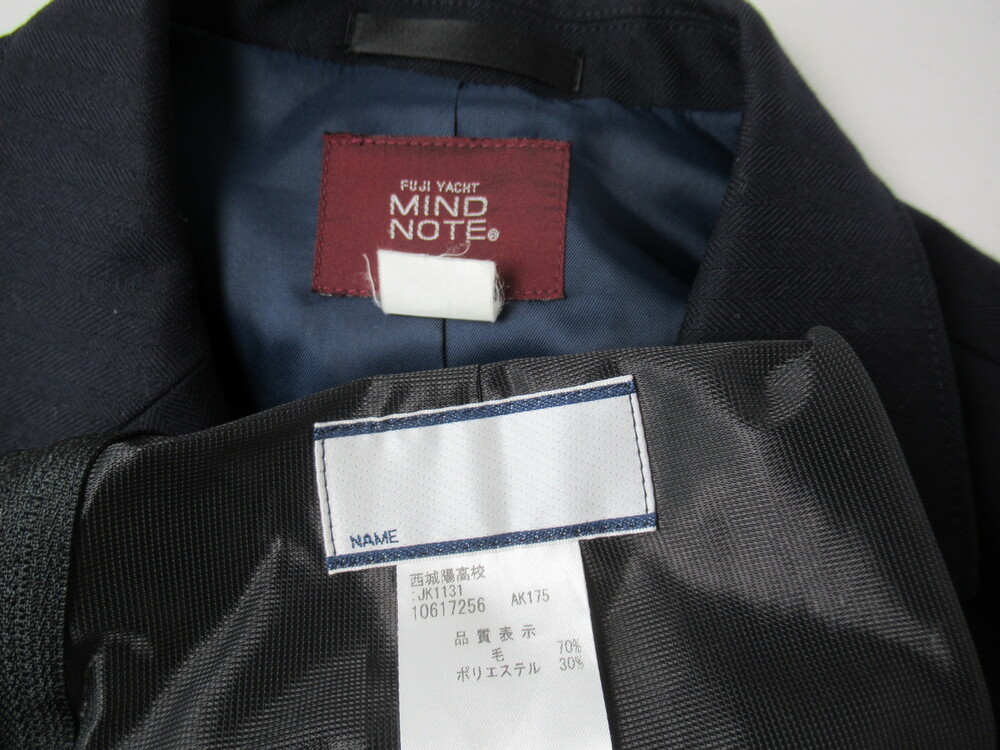 FUJI YACHT
MIND
NOTE®
NAME
西城陽高校
:JK1131
10617256 AK175
品質表示
毛 70%
ポリエステル 30%